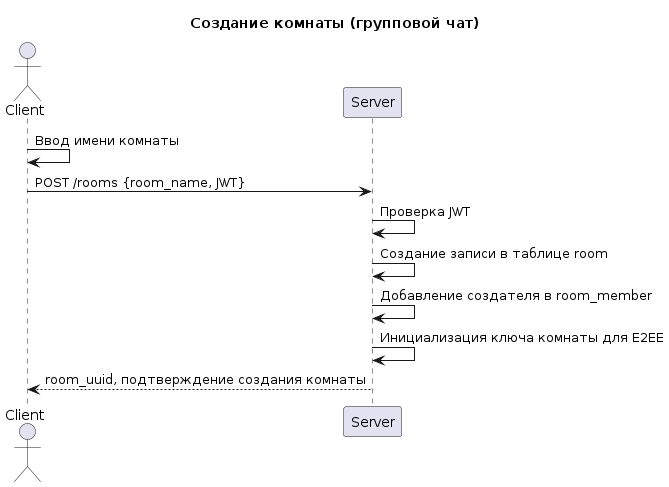 Создание комнаты (групповой чат)
Client
Server
Ввод имени комнаты
POST /rooms {room_name, JWT}
Проверка JWT
Создание записи в таблице room
Добавление создателя в room_member
Инициализация ключа комнаты для E2EE
room_uuid, подтверждение создания комнаты
Client
Server